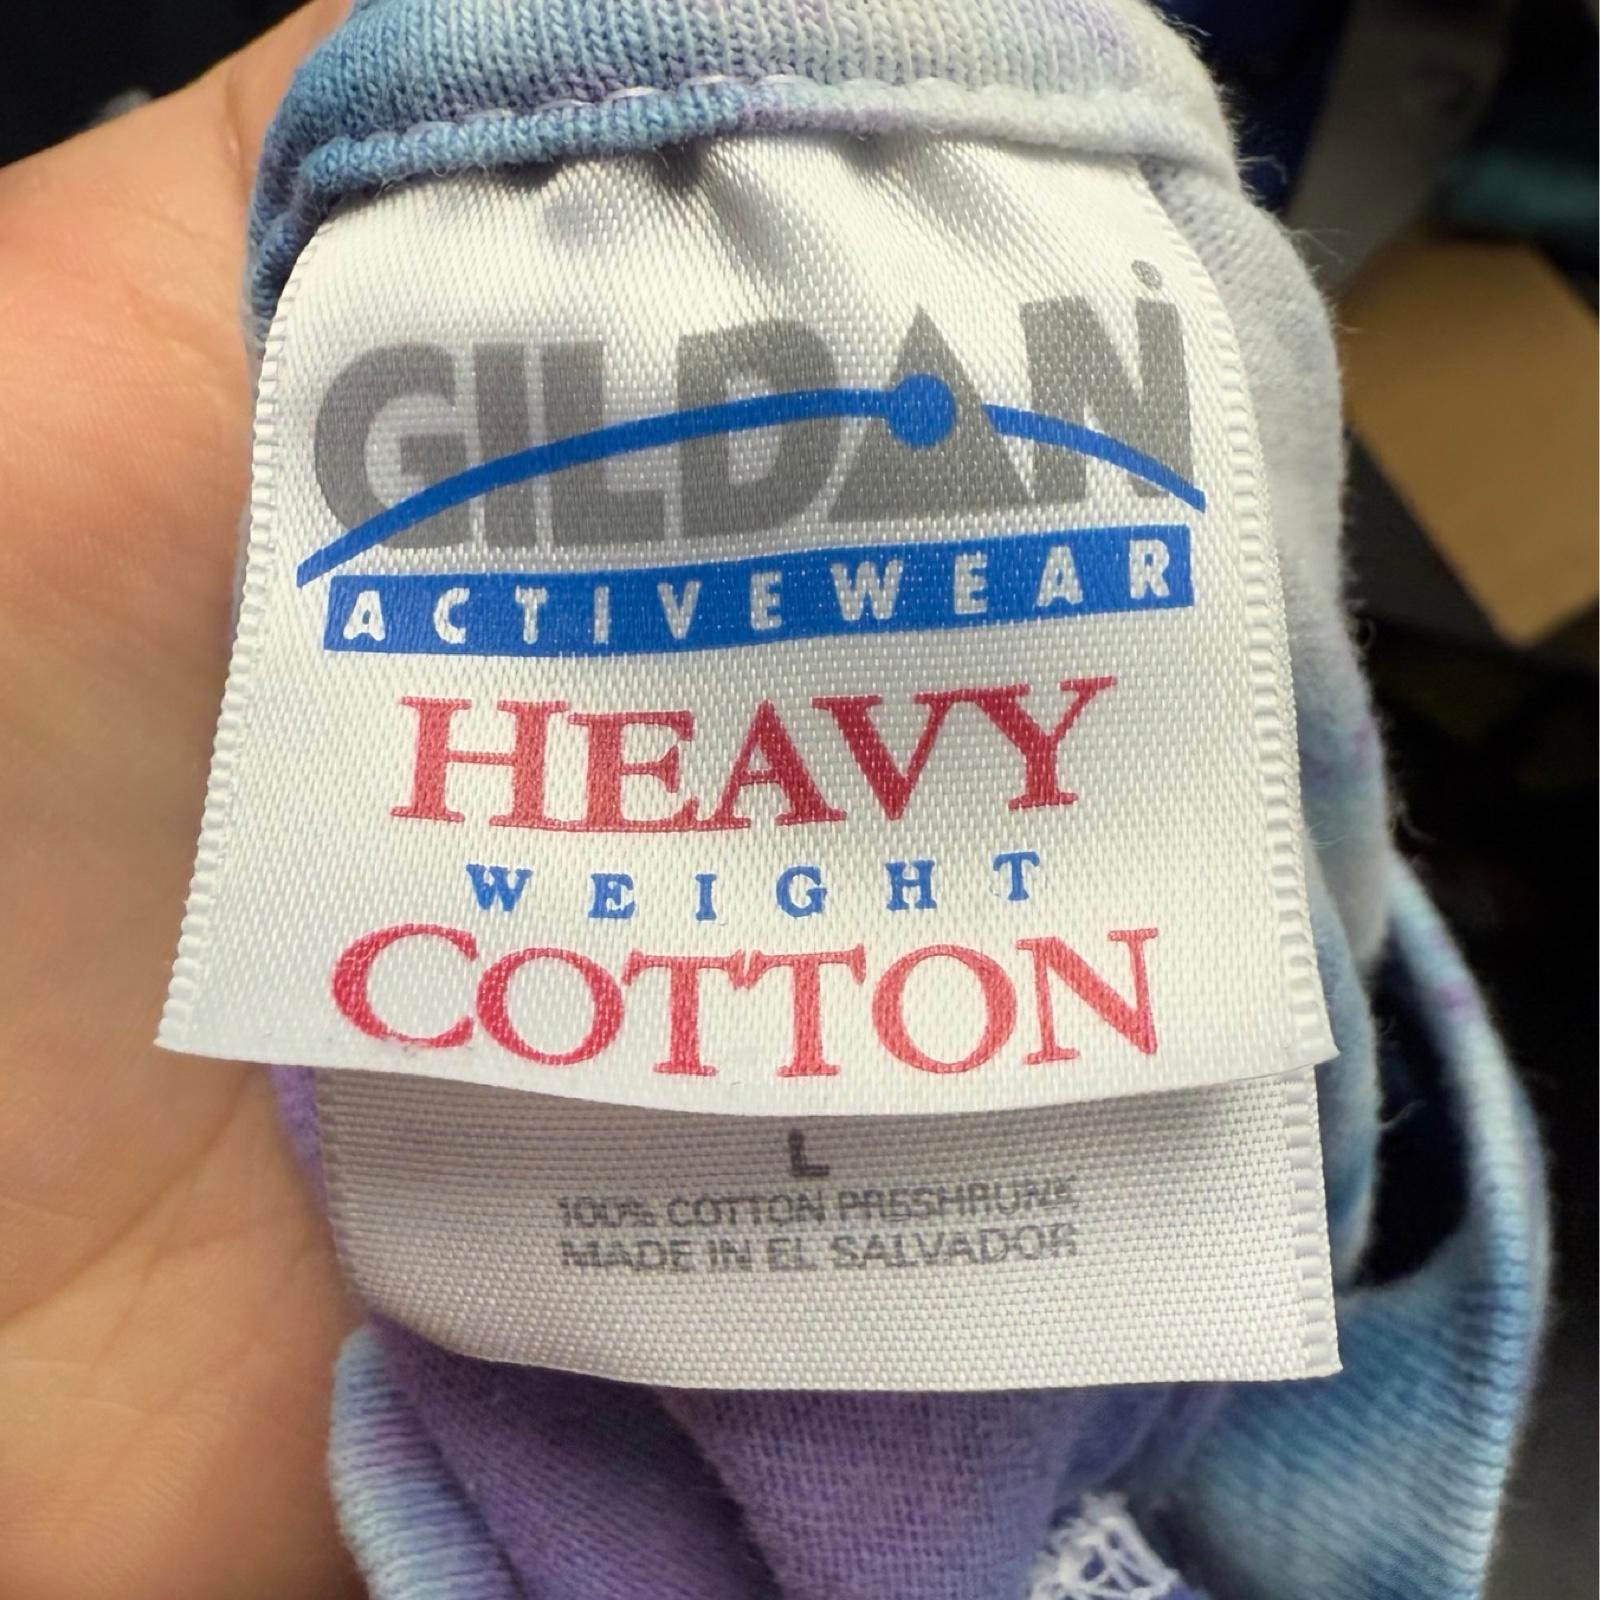 GILDAN®
ACTIVEWEAR
HEAVY
WEIGHT
COTTON
L
100% COTTON PRESHRUNK
MADE IN EL SALVADOR